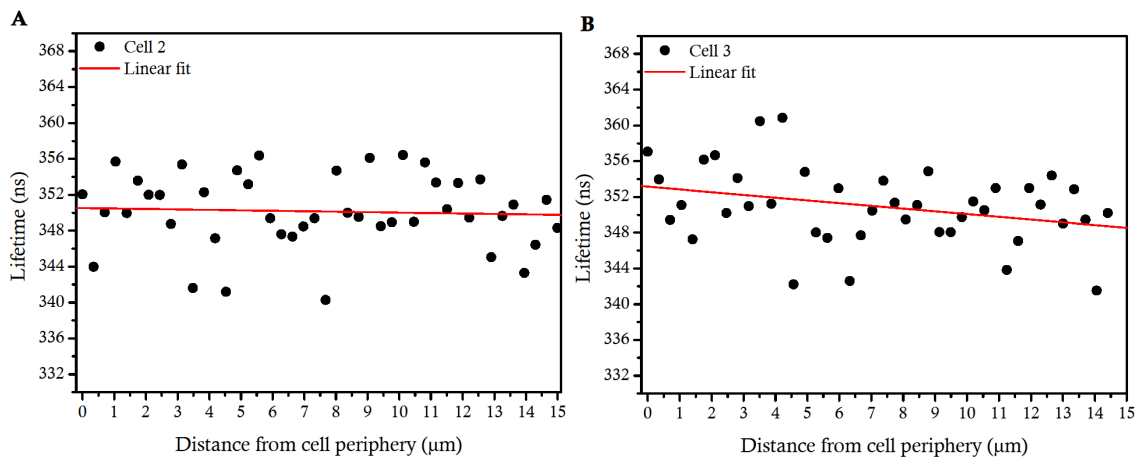 A
Cell 2
Linear fit
368
364
360
356
352
348
344
340
336
332
Lifetime (ns)
0 1 2 3 4 5 6 7 8 9 10 11 12 13 14 15
Distance from cell periphery (μm)
B
Cell 3
Linear fit
368
364
360
356
352
348
344
340
336
332
Lifetime (ns)
0 1 2 3 4 5 6 7 8 9 10 11 12 13 14 15
Distance from cell periphery (μm)